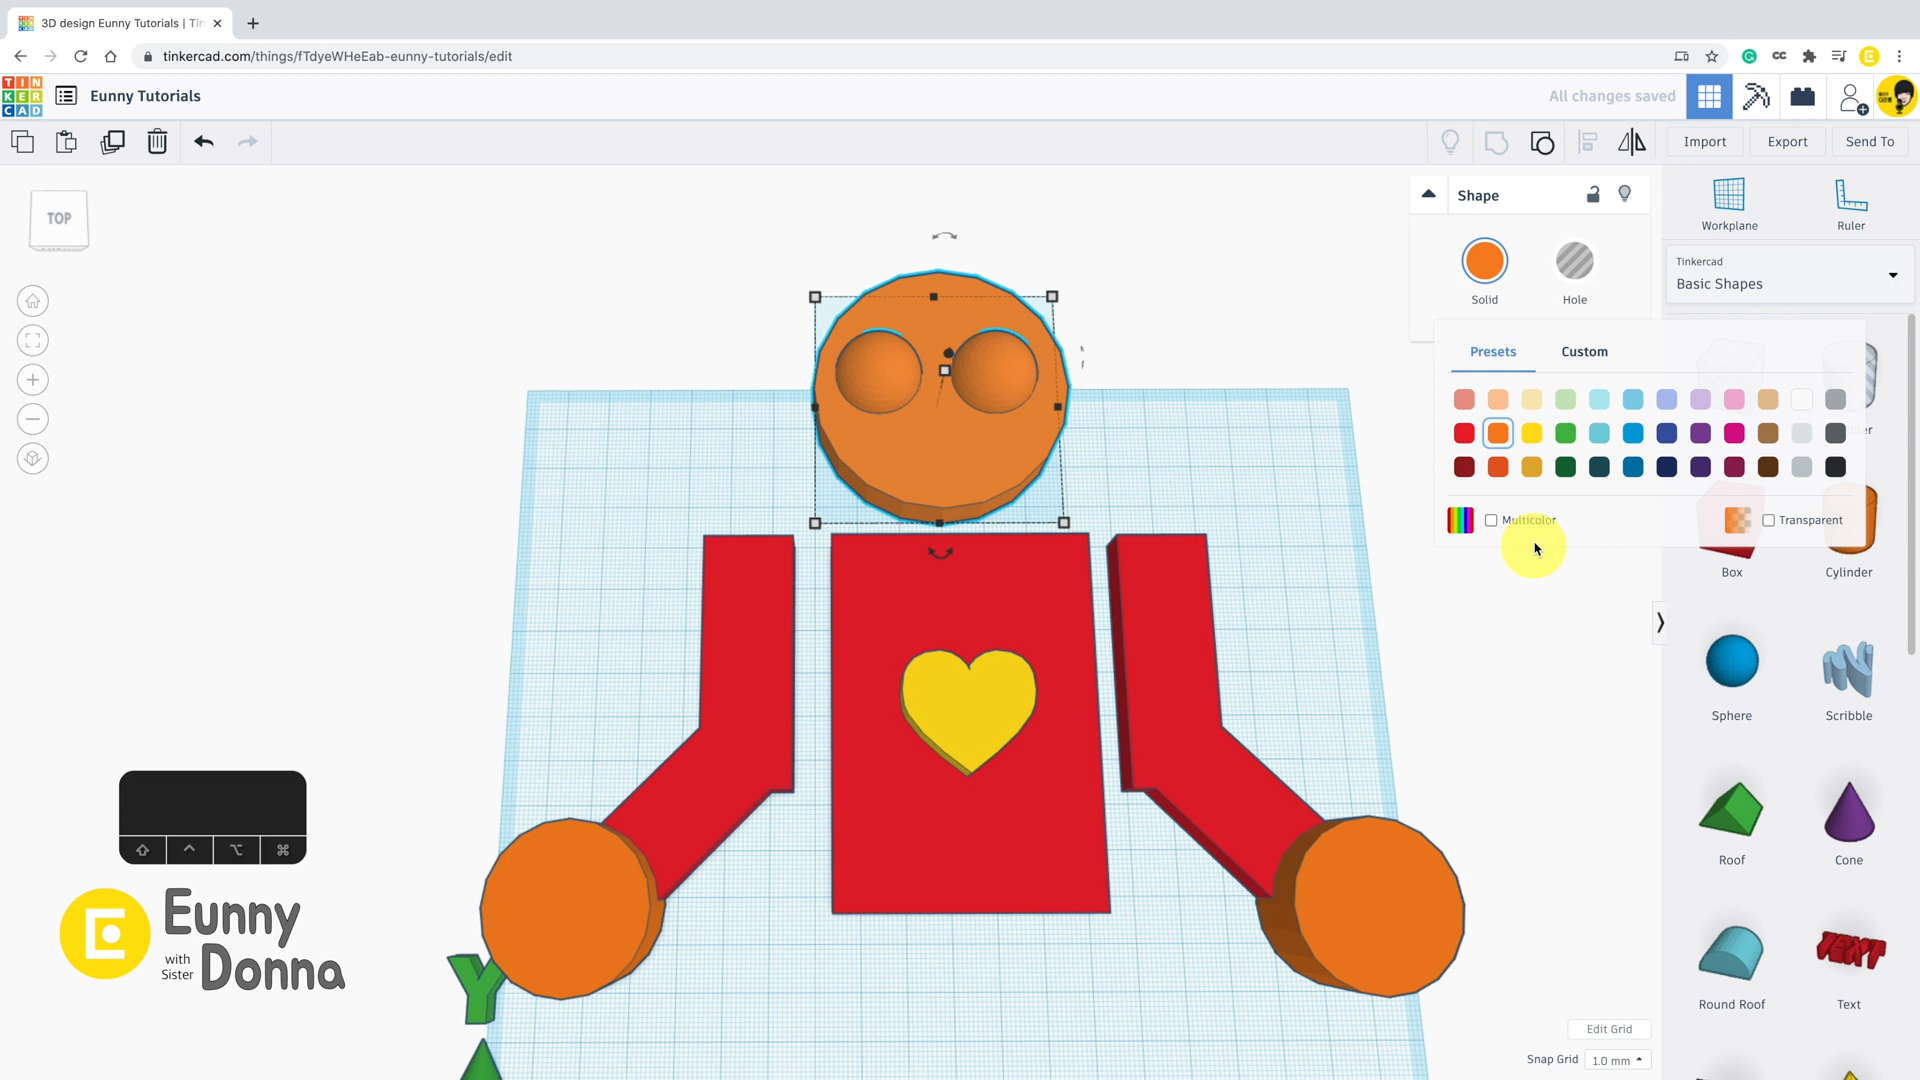 3D design Eunny Tutorials | Tin
tinkercad.com/things/fTdyeWHeEab-eunny-tutorials/edit
TIN
KER
CAD
Eunny Tutorials
All changes saved
Import
Export
Send To
TOP
Shape
Solid
Hole
Workplane
Ruler
Tinkercad
Basic Shapes
Presets
Custom
Multicolor
Transparent
Box
Cylinder
Sphere
Scribble
Roof
Cone
Round Roof
Text
TEXT
Eunny
with
Sister
Donna
Y
Edit Grid
Snap Grid
1.0 mm